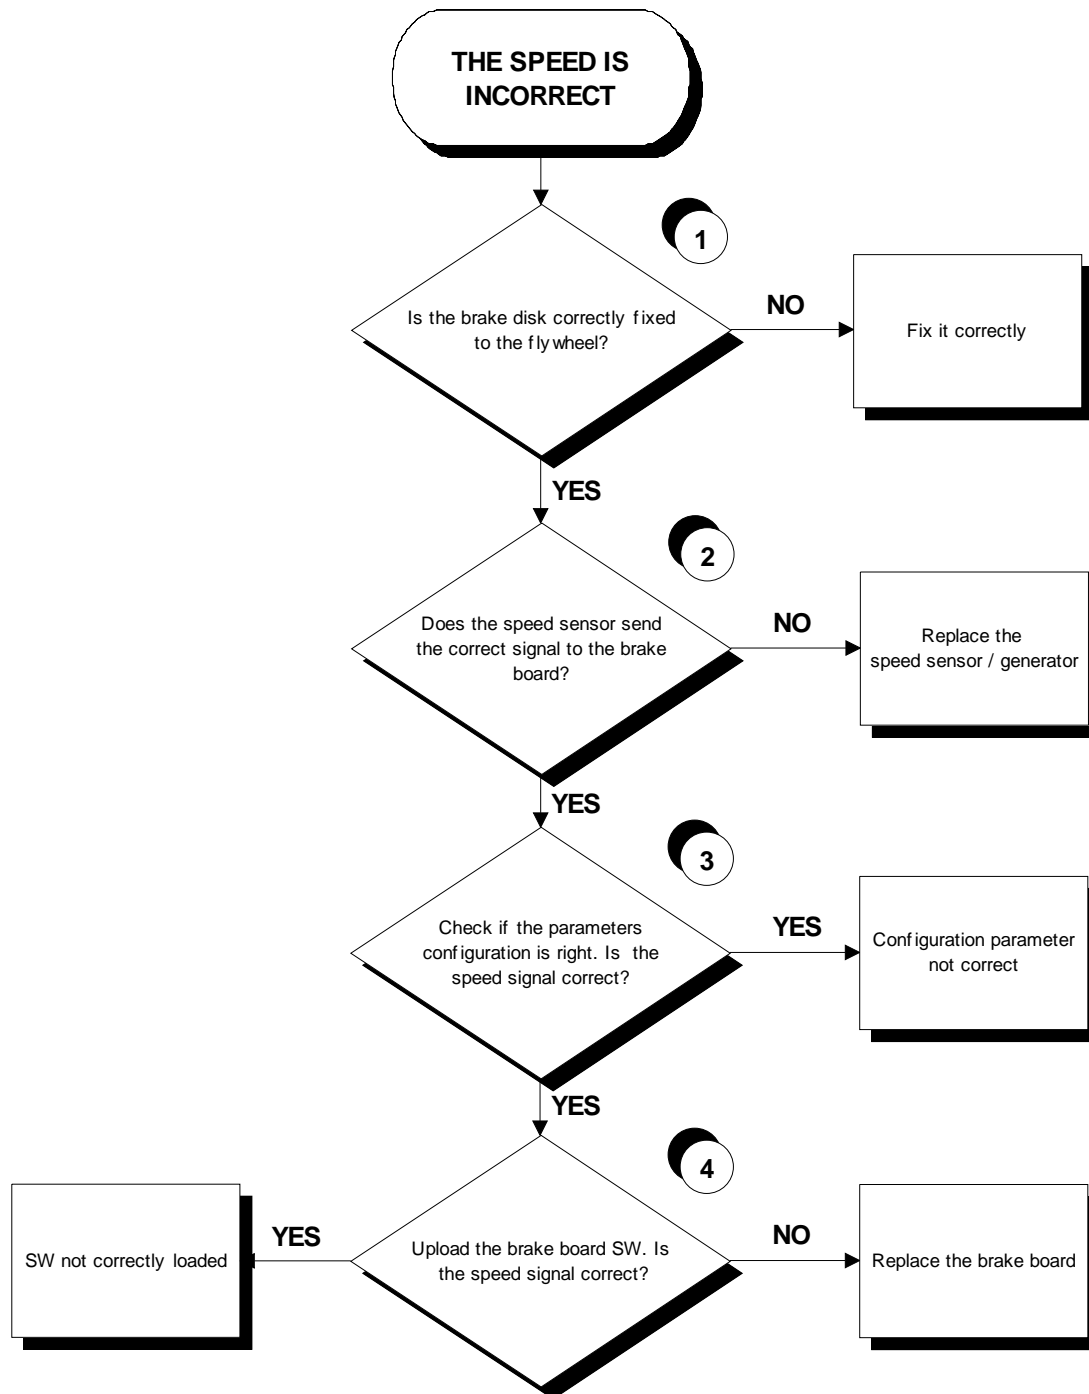 THE SPEED IS
INCORRECT
1
Is the brake disk correctly fixed
to the flywheel?
NO
Fix it correctly
YES
2
Does the speed sensor send
the correct signal to the brake
board?
NO
Replace the
speed sensor / generator
YES
3
Check if the parameters
configuration is right. Is the
speed signal correct?
YES
Configuration parameter
not correct
YES
4
SW not correctly loaded
YES
Upload the brake board SW. Is
the speed signal correct?
NO
Replace the brake board